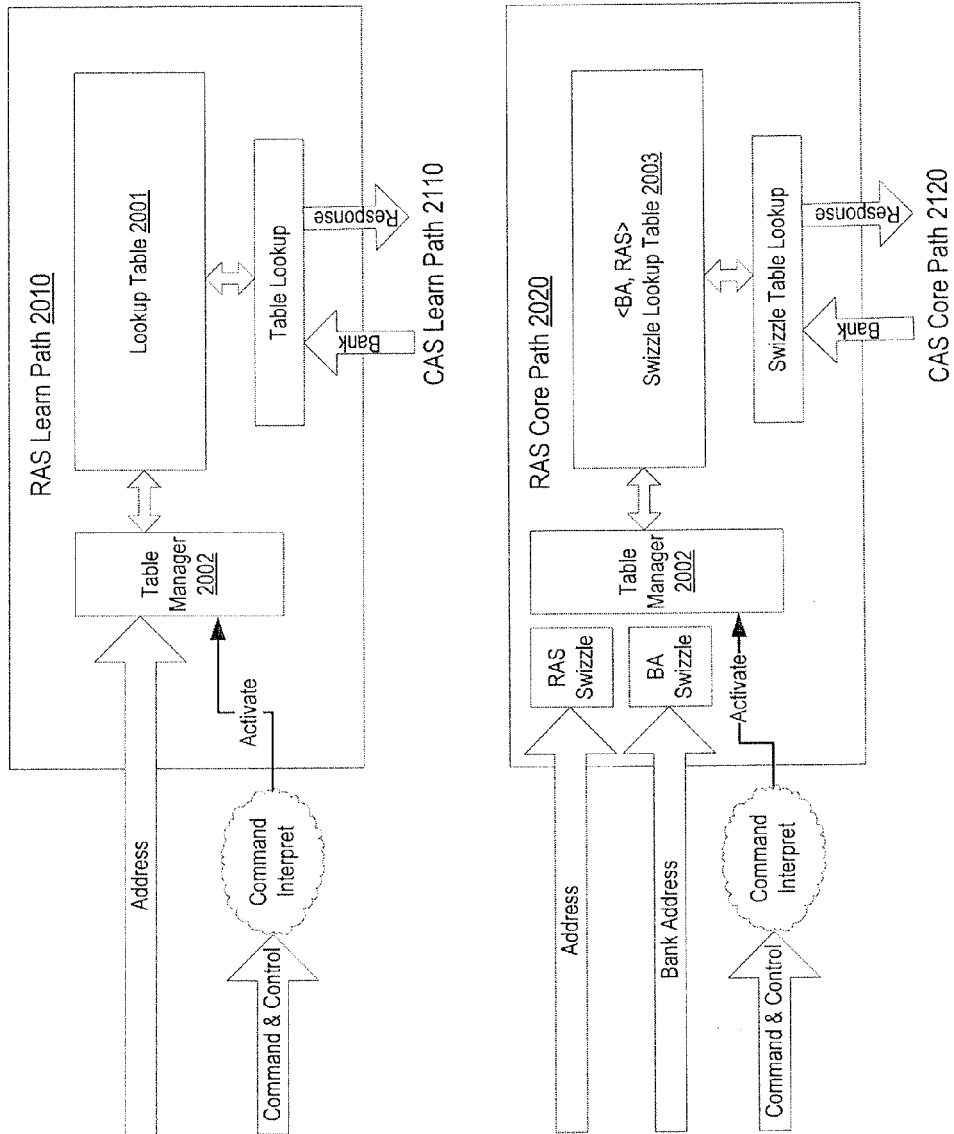 RAS Learn Path 2010
Address
Command & Control
Command
Interpret
Activate
Table
Manager
2002
Lookup Table 2001
Table Lookup
Bank
Response
CAS Learn Path 2110
RAS Core Path 2020
Address
Bank Address
Command & Control
Command
Interpret
Activate
RAS
Swizzle
BA
Swizzle
Table
Manager
2002
<BA, RAS>
Swizzle Lookup Table 2003
Swizzle Table Lookup
Bank
Response
CAS Core Path 2120